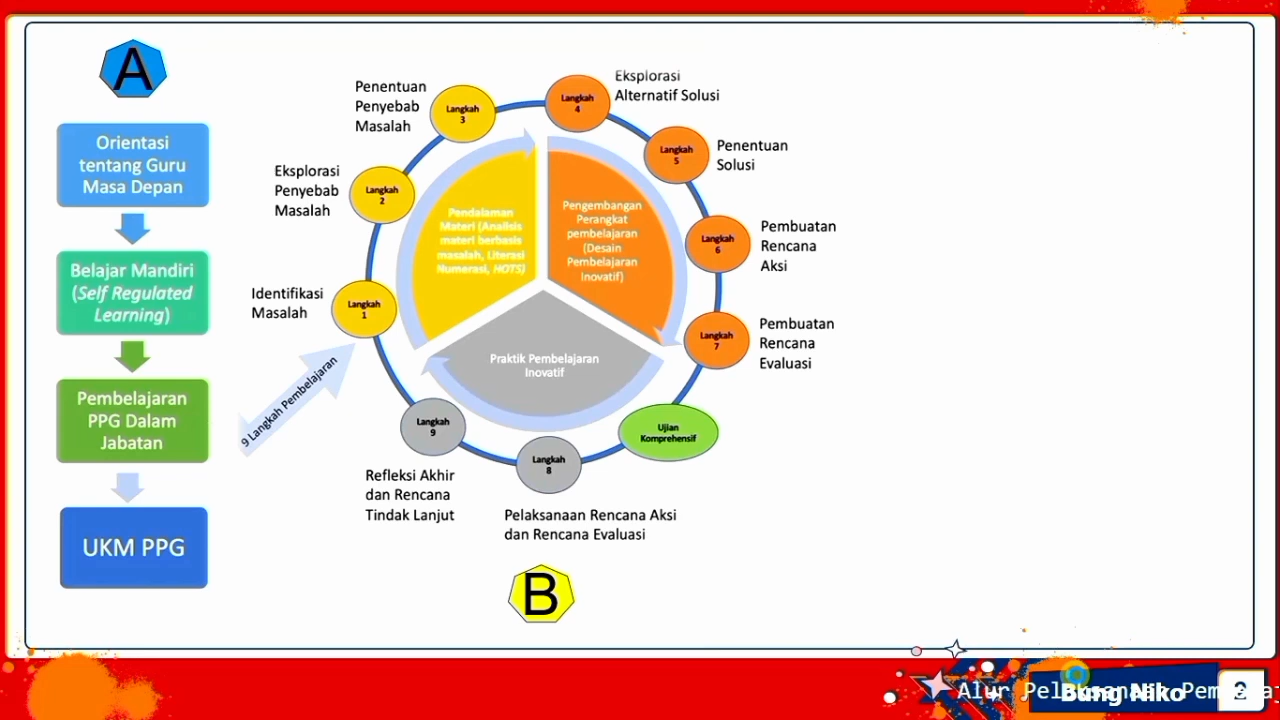 A
Orientasi
tentang Guru
Masa Depan
Belajar Mandiri
(Self Regulated
Learning)
Pembelajaran
PPG Dalam
Jabatan
UKM PPG
9 Langkah Pembelajaran
Identifikasi
Masalah
Langkah
1
Eksplorasi
Penyebab
Masalah
Langkah
2
Penentuan
Penyebab
Masalah
Langkah
3
Eksplorasi
Alternatif Solusi
Langkah
4
Penentuan
Solusi
Langkah
5
Pembuatan
Rencana
Aksi
Langkah
6
Pembuatan
Rencana
Evaluasi
Langkah
7
Ujian
Komprehensif
Langkah
8
Pelaksanaan Rencana Aksi
dan Rencana Evaluasi
Langkah
9
Refleksi Akhir
dan Rencana
Tindak Lanjut
Pendalaman
Materi (Analisis
materi berbasis
masalah, Literasi
Numerasi, HOTS)
Pengembangan
Perangkat
pembelajaran
(Desain
Pembelajaran
Inovatif)
Praktik Pembelajaran
Inovatif
B
Alur
Bung Niko